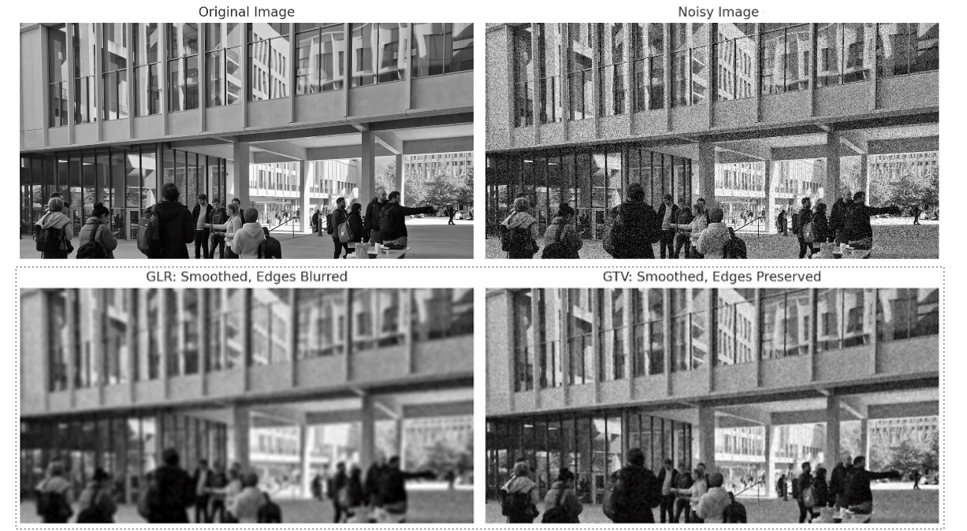 Original Image
Noisy Image
GLR: Smoothed, Edges Blurred
GTV: Smoothed, Edges Preserved